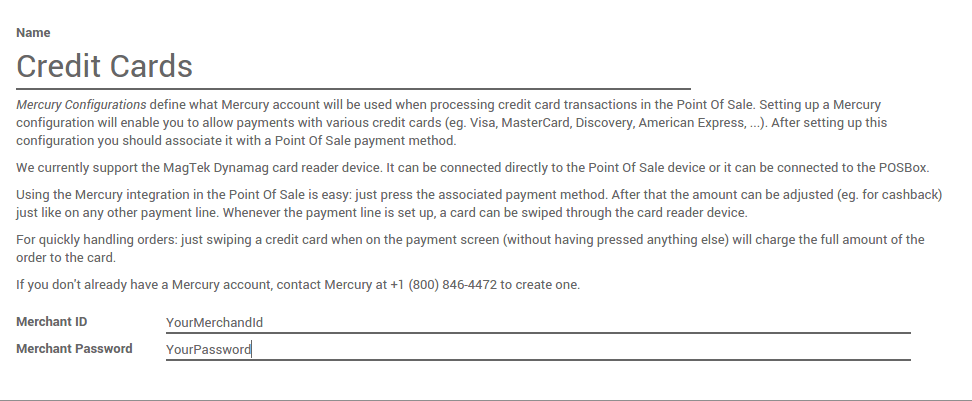 Name
Credit Cards
Mercury Configurations define what Mercury account will be used when processing credit card transactions in the Point Of Sale. Setting up a Mercury
configuration will enable you to allow payments with various credit cards (eg. Visa, MasterCard, Discovery, American Express, ...). After setting up this
configuration you should associate it with a Point Of Sale payment method.
We currently support the MagTek Dynamag card reader device. It can be connected directly to the Point Of Sale device or it can be connected to the POSBox.
Using the Mercury integration in the Point Of Sale is easy: just press the associated payment method. After that the amount can be adjusted (eg. for cashback)
just like on any other payment line. Whenever the payment line is set up, a card can be swiped through the card reader device.
For quickly handling orders: just swiping a credit card when on the payment screen (without having pressed anything else) will charge the full amount of the
order to the card.
If you don't already have a Mercury account, contact Mercury at +1 (800) 846-4472 to create one.
Merchant ID YourMerchandId
Merchant Password YourPassword